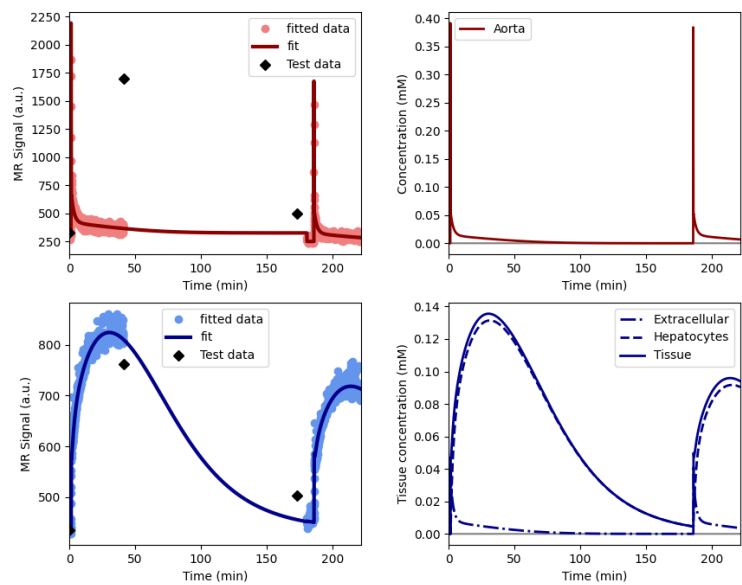 2250
2000
1750
1500
1250
1000
750
500
250
MR Signal (a.u.)
fitted data
fit
Test data
0
50
100
150
200
Time (min)
0.40
0.35
0.30
0.25
0.20
0.15
0.10
0.05
0.00
Concentration (mM)
Aorta
0
50
100
150
200
Time (min)
800
700
600
500
MR Signal (a.u.)
fitted data
fit
Test data
0
50
100
150
200
Time (min)
0.14
0.12
0.10
0.08
0.06
0.04
0.02
0.00
Tissue concentration (mM)
Extracellular
Hepatocytes
Tissue
0
50
100
150
200
Time (min)